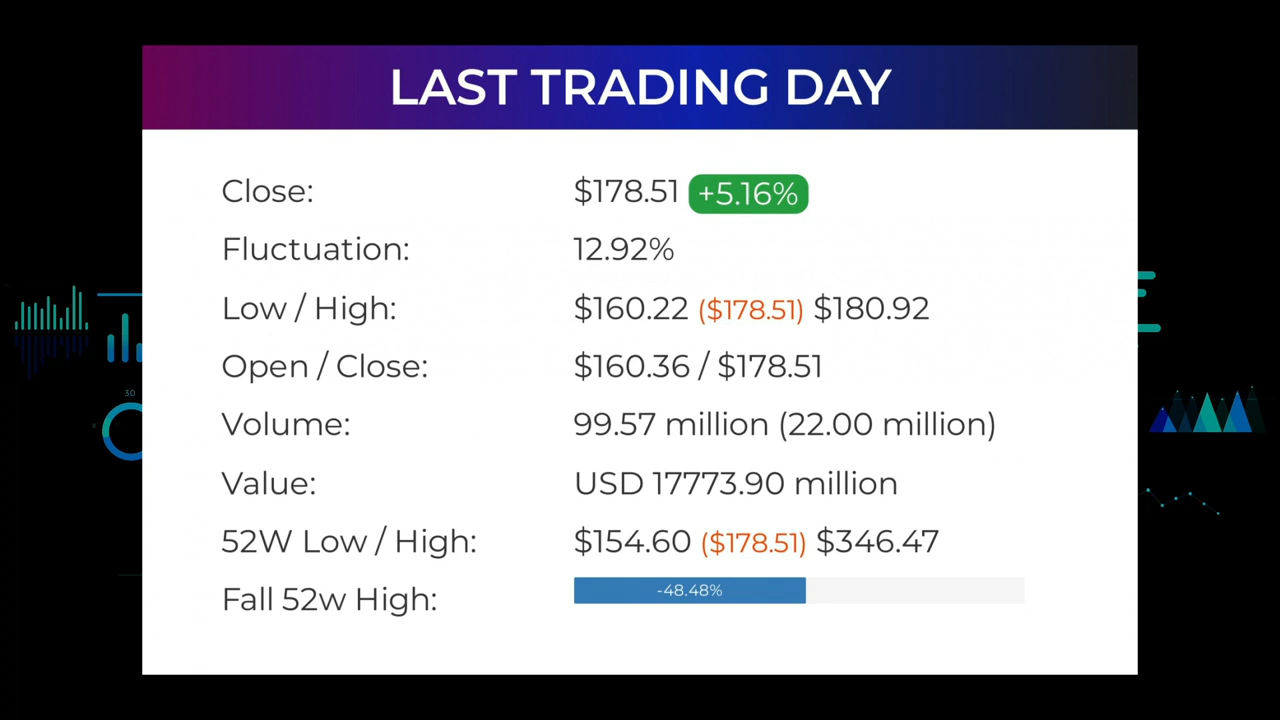 LAST TRADING DAY
Close: $178.51 +5.16%
Fluctuation: 12.92%
Low / High: $160.22 ($178.51) $180.92
Open / Close: $160.36 / $178.51
Volume: 99.57 million (22.00 million)
Value: USD 17773.90 million
52W Low / High: $154.60 ($178.51) $346.47
Fall 52w High: -48.48%
30